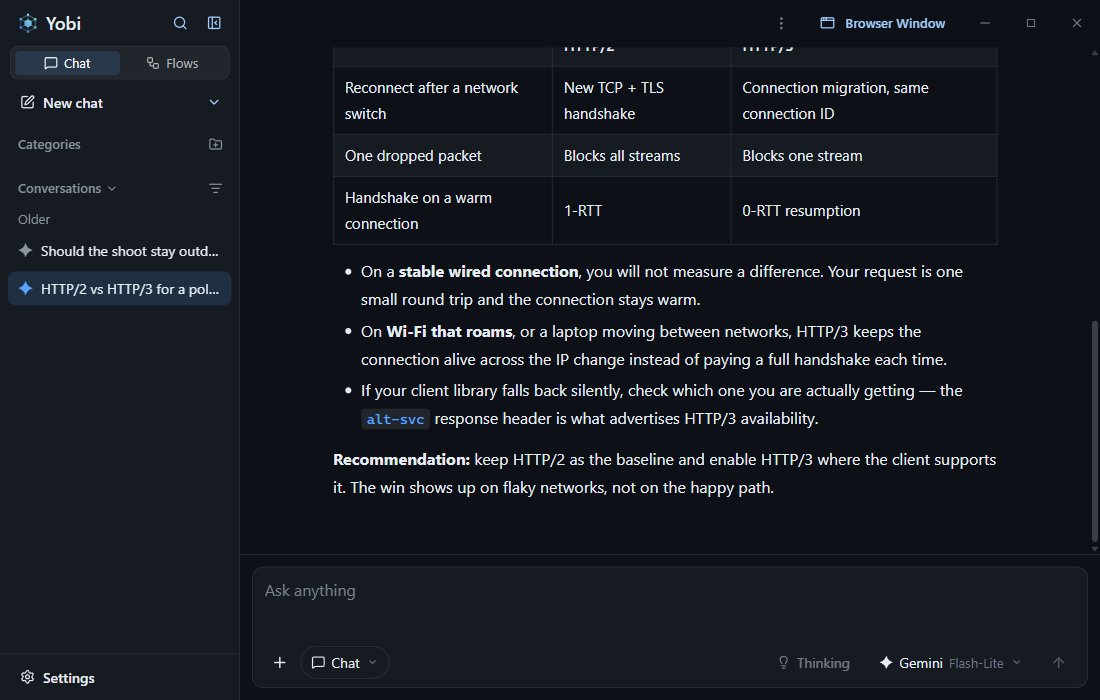 Yobi
Browser Window
Chat
Flows
New chat
Categories
Conversations
Older
Should the shoot stay outd...
HTTP/2 vs HTTP/3 for a pol...
Settings
HTTP/2 HTTP/3
Reconnect after a network switch
New TCP + TLS handshake
Connection migration, same connection ID
One dropped packet
Blocks all streams
Blocks one stream
Handshake on a warm connection
1-RTT
0-RTT resumption
• On a stable wired connection, you will not measure a difference. Your request is one
small round trip and the connection stays warm.
• On Wi-Fi that roams, or a laptop moving between networks, HTTP/3 keeps the
connection alive across the IP change instead of paying a full handshake each time.
• If your client library falls back silently, check which one you are actually getting — the
alt-svc response header is what advertises HTTP/3 availability.
Recommendation: keep HTTP/2 as the baseline and enable HTTP/3 where the client supports
it. The win shows up on flaky networks, not on the happy path.
Ask anything
Chat
Thinking
Gemini Flash-Lite